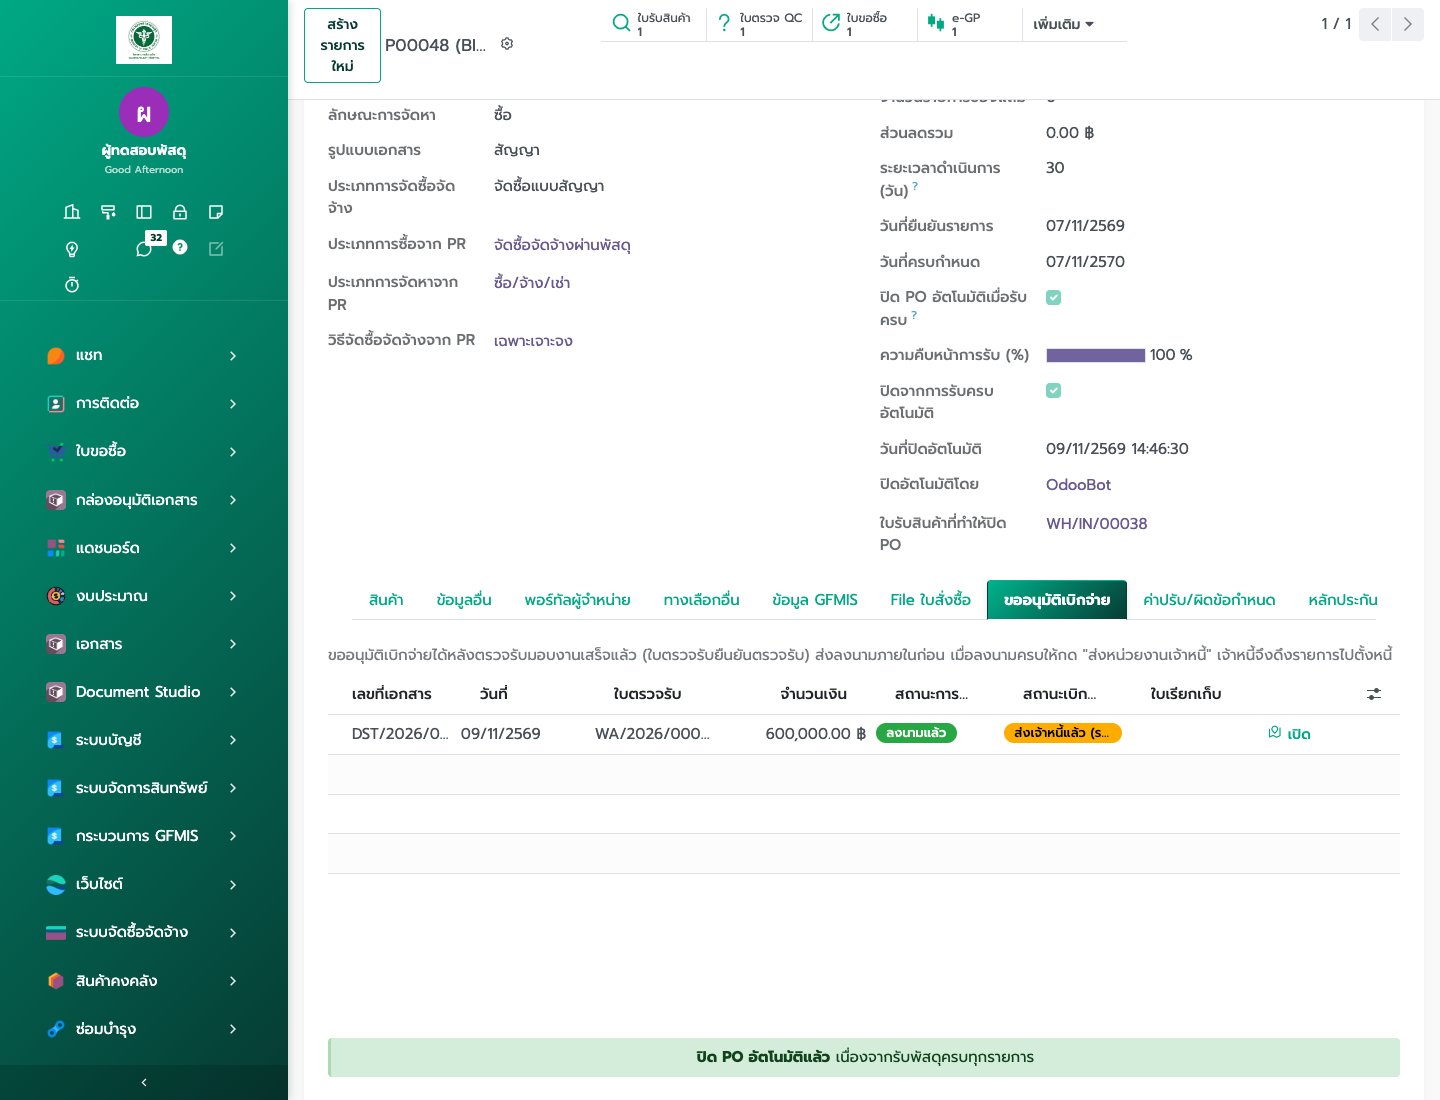 สร้าง
รายการ
ใหม่
P00048 (BI...
ใบรับสินค้า
1
ใบตรวจ QC
1
ใบขอซื้อ
1
e-GP
1
เพิ่มเติม
1 / 1
ผ
ผู้ทดสอบพัสดุ
Good Afternoon
32
?
แชท
การติดต่อ
ใบขอซื้อ
กล่องอนุมัติเอกสาร
แดชบอร์ด
งบประมาณ
เอกสาร
Document Studio
ระบบบัญชี
ระบบจัดการสินทรัพย์
กระบวนการ GFMIS
เว็บไซต์
ระบบจัดซื้อจัดจ้าง
สินค้าคงคลัง
ซ่อมบำรุง
ลักษณะการจัดหา
ซื้อ
รูปแบบเอกสาร
สัญญา
ประเภทการจัดซื้อจัด
จ้าง
จัดซื้อแบบสัญญา
ประเภทการซื้อจาก PR
จัดซื้อจัดจ้างผ่านพัสดุ
ประเภทการจัดหาจาก
PR
ซื้อ/จ้าง/เช่า
วิธีจัดซื้อจัดจ้างจาก PR
เฉพาะเจาะจง
ส่วนลดรวม
0.00 ฿
ระยะเวลาดำเนินการ
(วัน) ?
30
วันที่ยืนยันรายการ
07/11/2569
วันที่ครบกำหนด
07/11/2570
ปิด PO อัตโนมัติเมื่อรับ
ครบ ?
ความคืบหน้าการรับ (%)
100 %
ปิดจากการรับครบ
อัตโนมัติ
วันที่ปิดอัตโนมัติ
09/11/2569 14:46:30
ปิดอัตโนมัติโดย
OdooBot
ใบรับสินค้าที่ทำให้ปิด
PO
WH/IN/00038
สินค้า
ข้อมูลอื่น
พอร์ทัลผู้จำหน่าย
ทางเลือกอื่น
ข้อมูล GFMIS
File ใบสั่งซื้อ
ขออนุมัติเบิกจ่าย
ค่าปรับ/ผิดข้อกำหนด
หลักประกัน
ขออนุมัติเบิกจ่ายได้หลังตรวจรับมอบงานเสร็จแล้ว (ใบตรวจรับยืนยันตรวจรับ) ส่งลงนามภายในก่อน เมื่อลงนามครบให้กด "ส่งหน่วยงานเจ้าหนี้" เจ้าหนี้จึงดึงรายการไปตั้งหนี้
เลขที่เอกสาร วันที่ ใบตรวจรับ จำนวนเงิน สถานะการ... สถานะเบิก... ใบเรียกเก็บ
DST/2026/0... 09/11/2569 WA/2026/000... 600,000.00 ฿ ลงนามแล้ว ส่งเจ้าหนี้แล้ว (ร... เปิด
ปิด PO อัตโนมัติแล้ว เนื่องจากรับพัสดุครบทุกรายการ